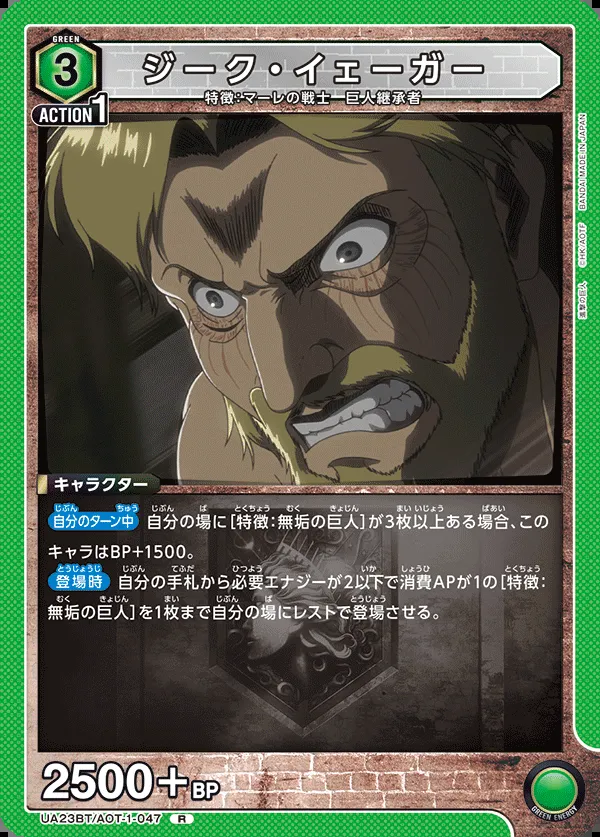 GREEN
3
ACTION 1
ジーク・イェーガー
特徴：マーレの戦士 巨人継承者
進撃の巨人 ©HK/AOTF BANDAI MADE IN JAPAN
キャラクター
自分のターン中 自分の場に[特徴：無垢の巨人]が3枚以上ある場合、この
キャラはBP+1500。
登場時 自分の手札から必要エナジーが2以下で消費APが1の[特徴：
無垢の巨人]を1枚まで自分の場にレストで登場させる。
2500+BP
GREEN ENERGY
UA23BT/AOT-1-047 R